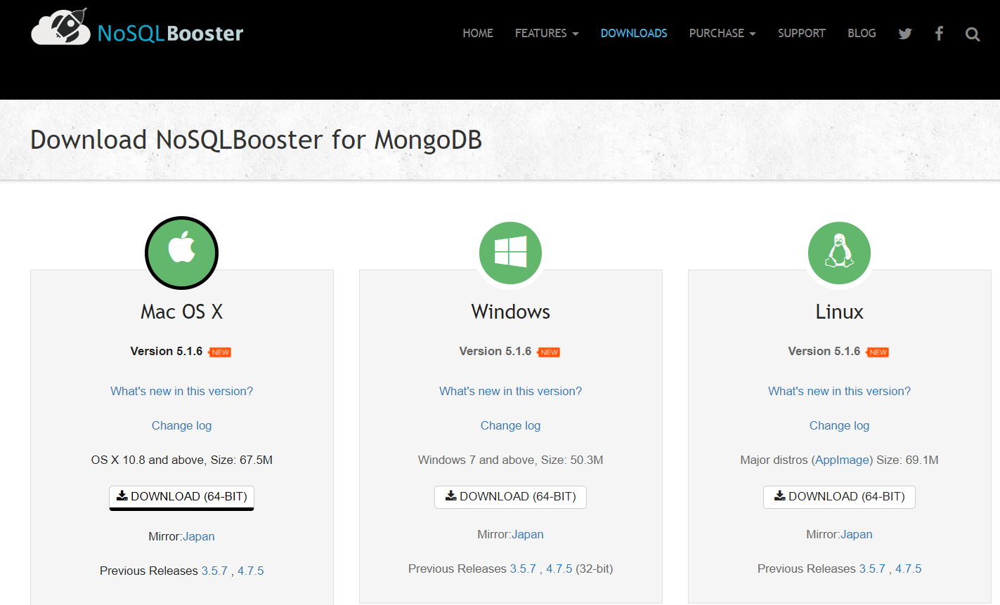 NoSQLBooster
HOME FEATURES DOWNLOADS PURCHASE SUPPORT BLOG
Download NoSQLBooster for MongoDB
Mac OS X
Version 5.1.6 NEW
What's new in this version?
Change log
OS X 10.8 and above, Size: 67.5M
DOWNLOAD (64-BIT)
Mirror:Japan
Previous Releases 3.5.7 , 4.7.5
Windows
Version 5.1.6 NEW
What's new in this version?
Change log
Windows 7 and above, Size: 50.3M
DOWNLOAD (64-BIT)
Mirror:Japan
Previous Releases 3.5.7 , 4.7.5 (32-bit)
Linux
Version 5.1.6 NEW
What's new in this version?
Change log
Major distros (AppImage) Size: 69.1M
DOWNLOAD (64-BIT)
Mirror:Japan
Previous Releases 3.5.7 , 4.7.5